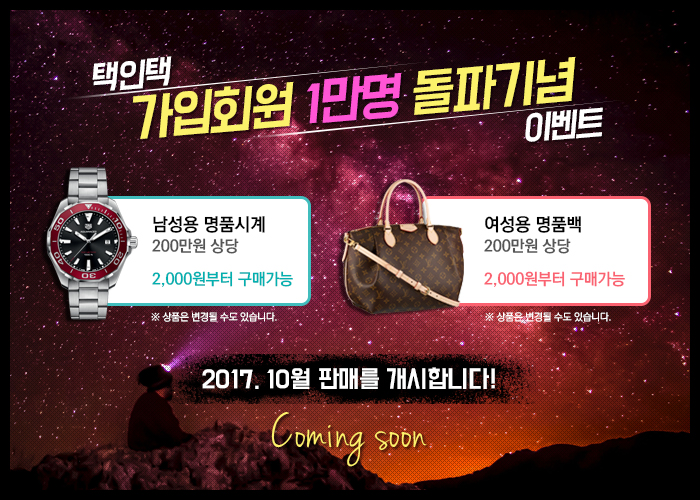 택인택
가입회원 1만명 돌파기념
이벤트
남성용 명품시계
200만원 상당
2,000원부터 구매가능
※ 상품은 변경될 수도 있습니다.
여성용 명품백
200만원 상당
2,000원부터 구매가능
※ 상품은 변경될 수도 있습니다.
2017. 10월 판매를 개시합니다!
Coming soon.